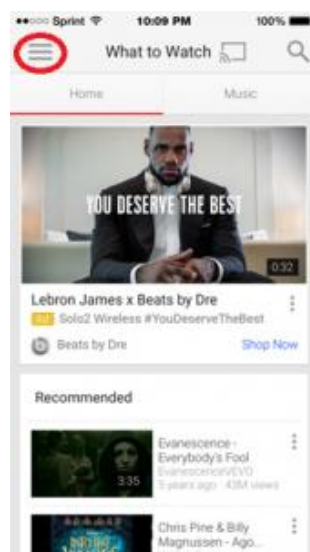 Sprint 10:09 PM 100%
What to Watch
Home Music
YOU DESERVE THE BEST
0:32
Lebron James x Beats by Dre
Ad Solo2 Wireless #YouDeserveTheBest
Beats by Dre Shop Now
Recommended
Evanescence -
Everybody's Fool
EvanescenceVEVO
5 years ago · 43M views
3:35
Chris Pine & Billy
Magnussen - Ago...